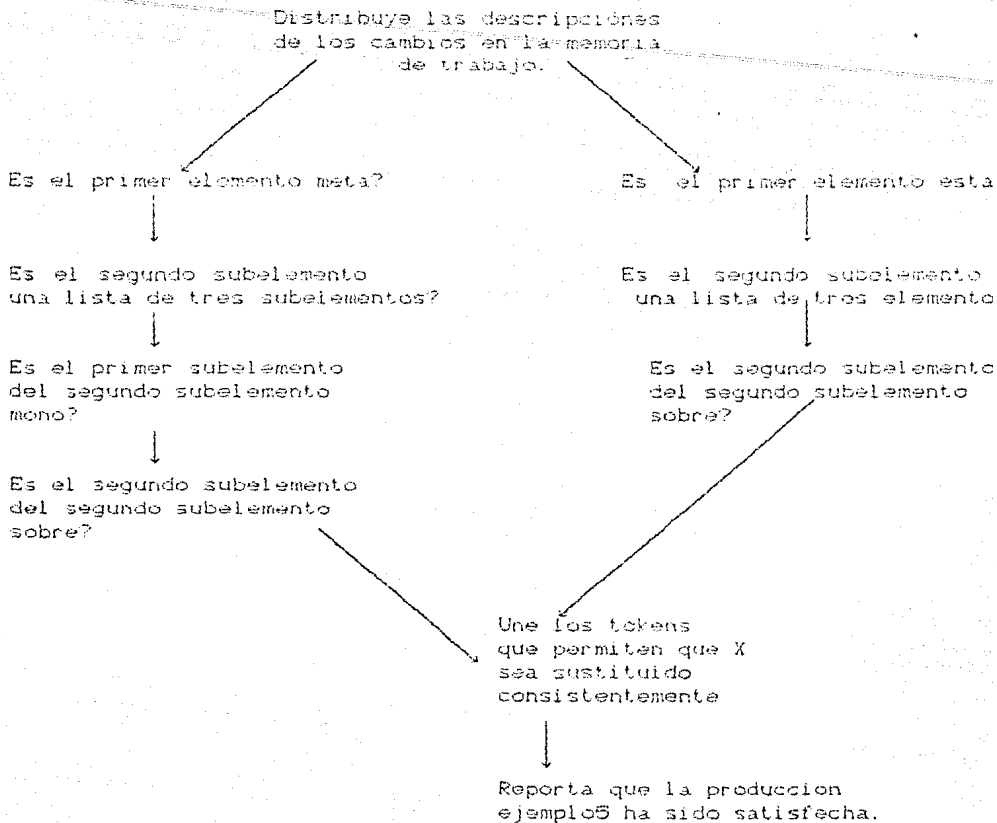 Distribuye las descripciones
de los cambios en la memoria
de trabajo.
Es el primer elemento meta?
Es el primer elemento esta
Es el segundo subelemento
una lista de tres subelementos?
Es el segundo subelemento
una lista de tres elemento
Es el primer subelemento
del segundo subelemento
mono?
Es el segundo subelemento
del segundo subelemento
sobre?
Es el segundo subelemento
del segundo subelemento
sobre?
Une los tokens
que permiten que X
sea sustituido
consistentemente
Reporta que la produccion
ejemplo5 ha sido satisfecha.